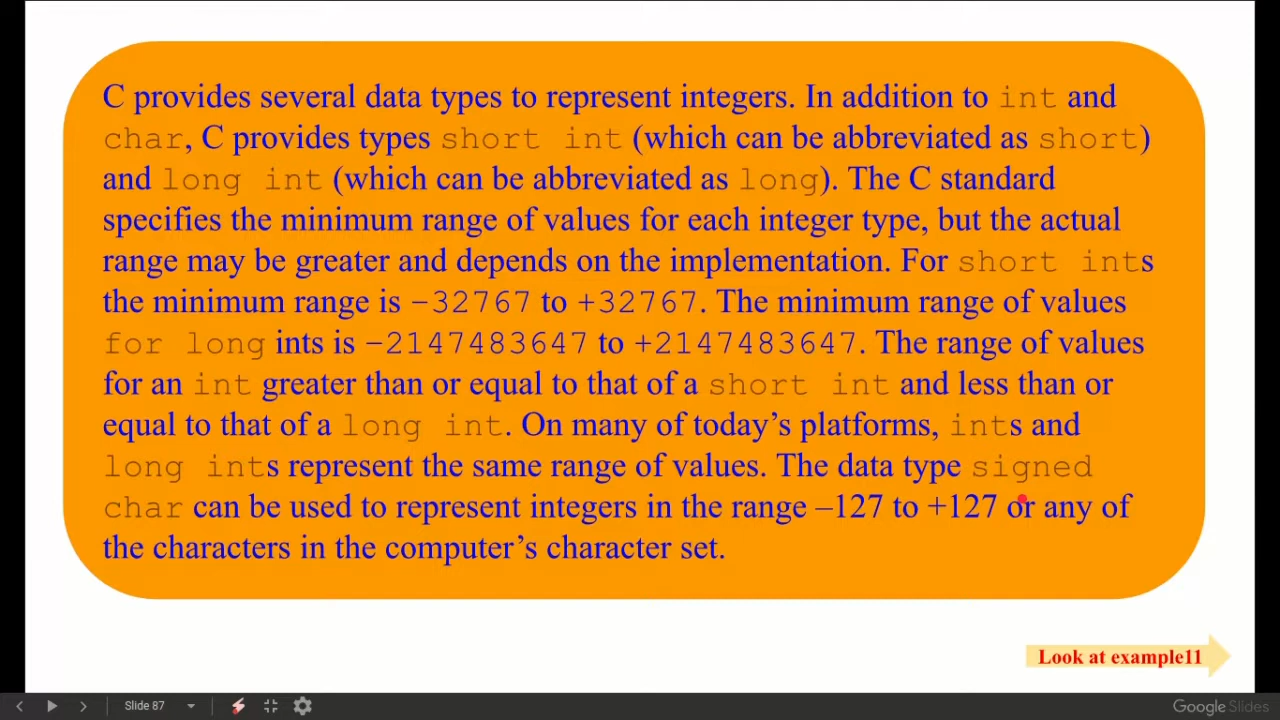 C provides several data types to represent integers. In addition to int and
char, C provides types short int (which can be abbreviated as short)
and long int (which can be abbreviated as long). The C standard
specifies the minimum range of values for each integer type, but the actual
range may be greater and depends on the implementation. For short ints
the minimum range is −32767 to +32767. The minimum range of values
for long ints is −2147483647 to +2147483647. The range of values
for an int greater than or equal to that of a short int and less than or
equal to that of a long int. On many of today’s platforms, ints and
long ints represent the same range of values. The data type signed
char can be used to represent integers in the range –127 to +127 or any of
the characters in the computer’s character set.
Look at example11
Slide 87
Google Slides